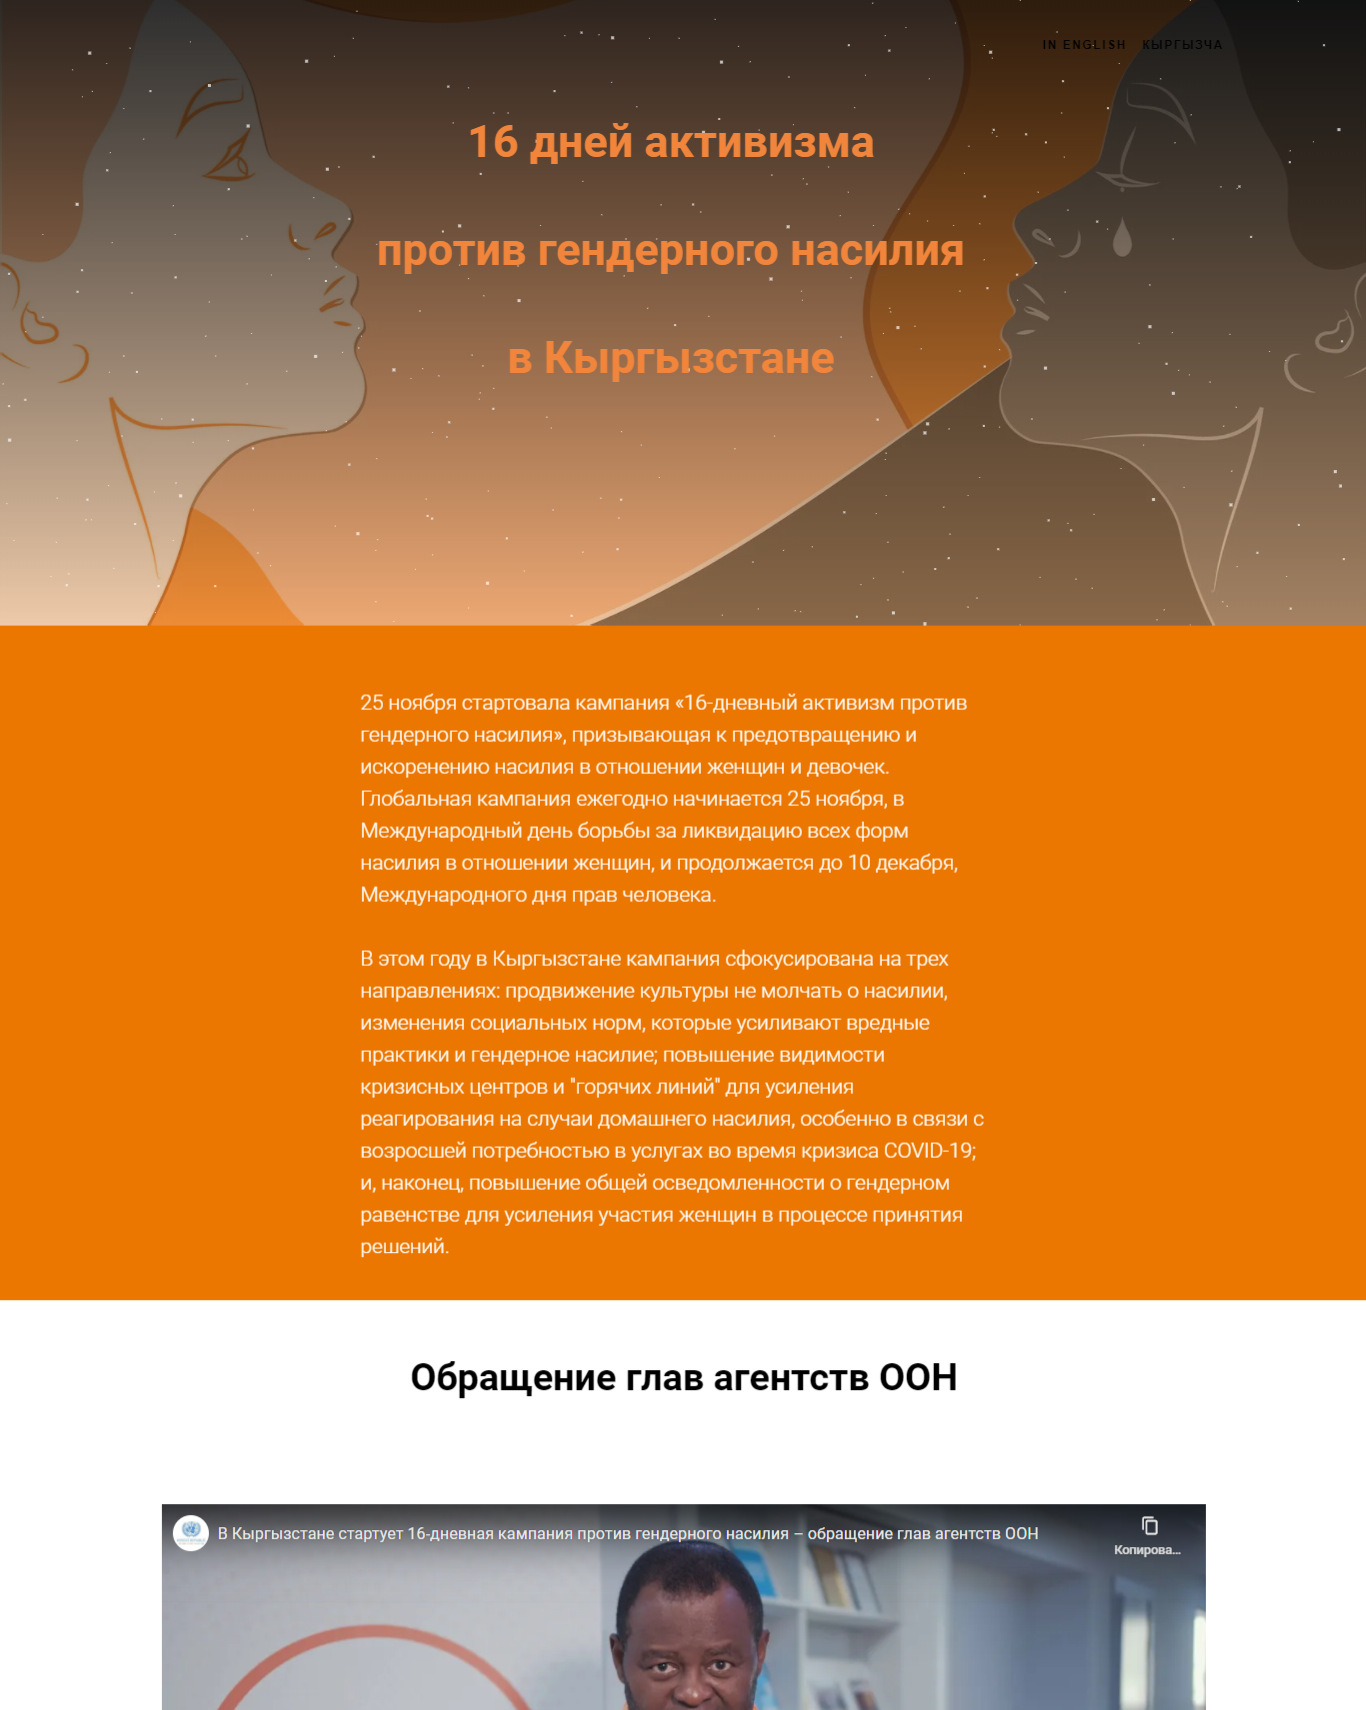 IN ENGLISH КЫРГЫЗЧА
16 дней активизма
против гендерного насилия
в Кыргызстане
25 ноября стартовала кампания «16-дневный активизм против
гендерного насилия», призывающая к предотвращению и
искоренению насилия в отношении женщин и девочек.
Глобальная кампания ежегодно начинается 25 ноября, в
Международный день борьбы за ликвидацию всех форм
насилия в отношении женщин, и продолжается до 10 декабря,
Международного дня прав человека.
В этом году в Кыргызстане кампания сфокусирована на трех
направлениях: продвижение культуры не молчать о насилии,
изменения социальных норм, которые усиливают вредные
практики и гендерное насилие; повышение видимости
кризисных центров и "горячих линий" для усиления
реагирования на случаи домашнего насилия, особенно в связи с
возросшей потребностью в услугах во время кризиса COVID-19;
и, наконец, повышение общей осведомленности о гендерном
равенстве для усиления участия женщин в процессе принятия
решений.
Обращение глав агентств ООН
В Кыргызстане стартует 16-дневная кампания против гендерного насилия – обращение глав агентств ООН
Копирова...